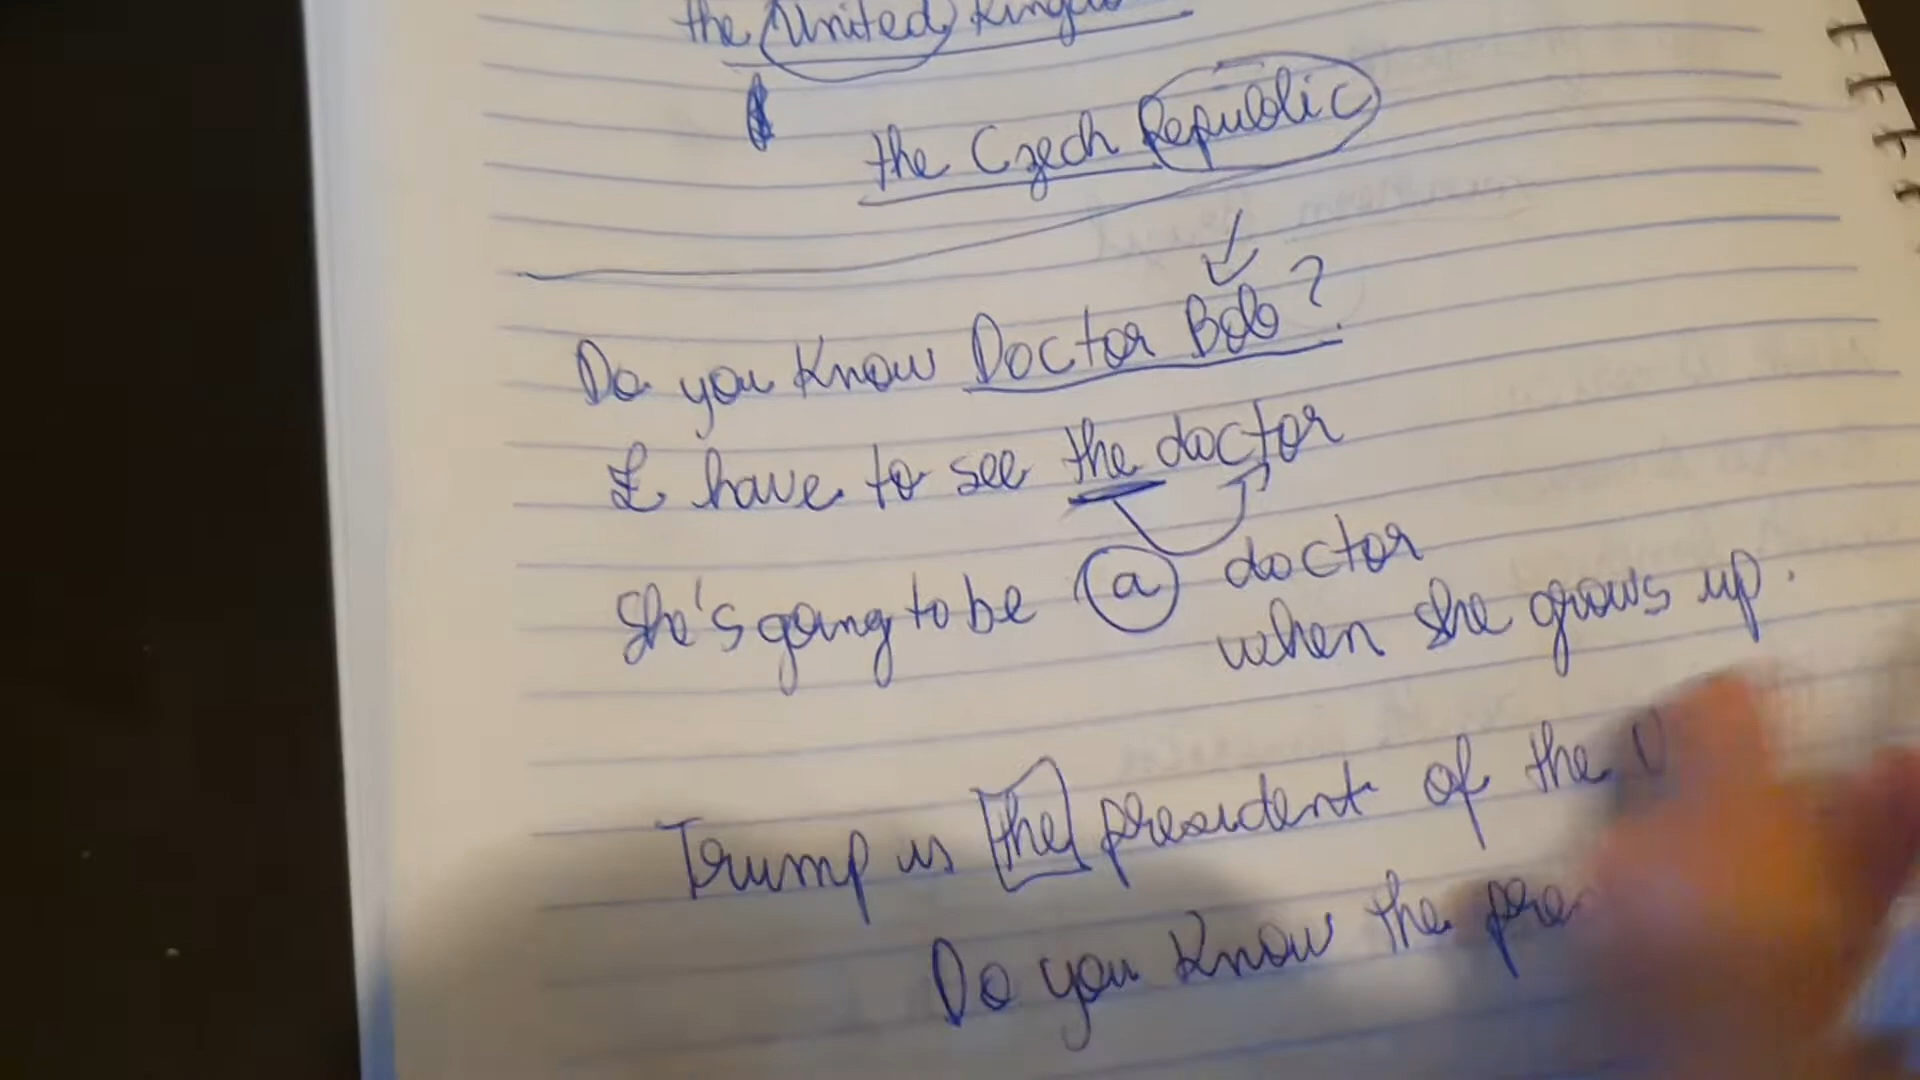 the United
the Czech Republic
Do you know Doctor Bob?
I have to see the doctor
She's going to be a doctor
when she grows up.
Trump is the president of the
Do you know the